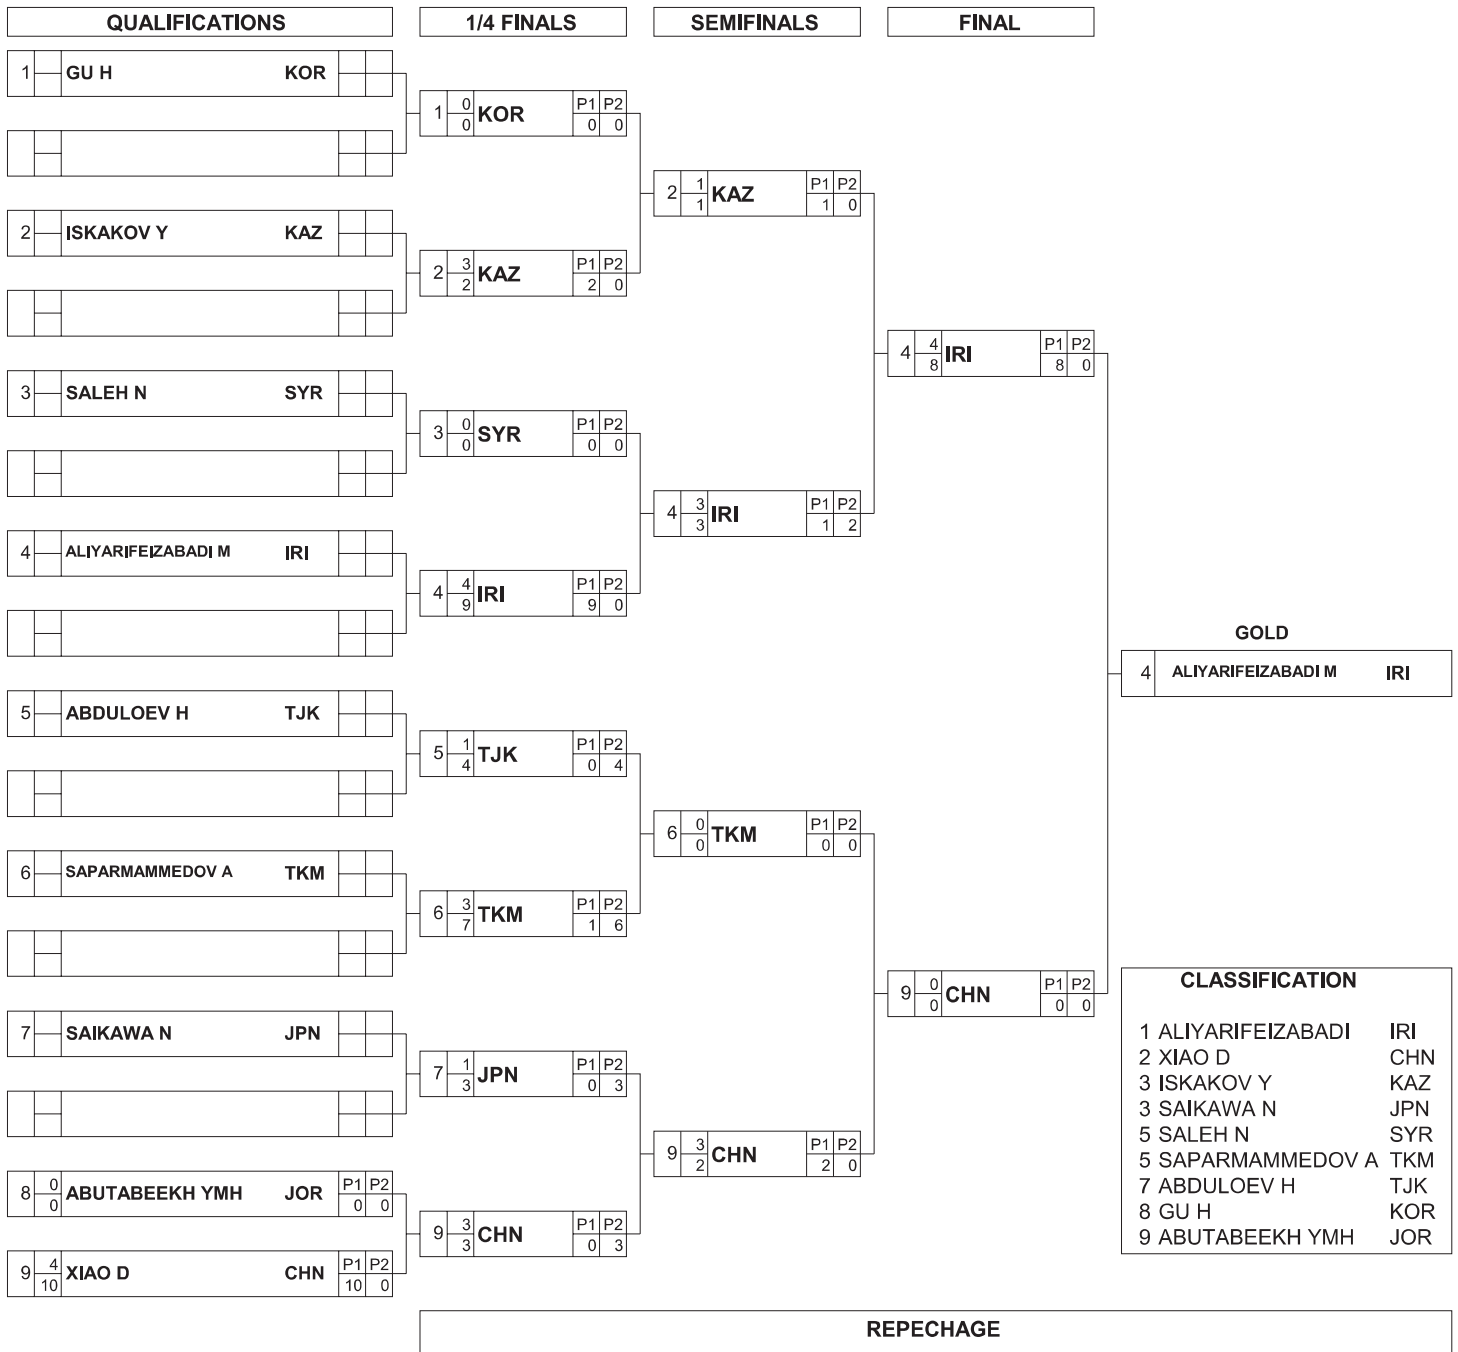 QUALIFICATIONS 1/4 FINALS SEMIFINALS FINAL
1 GU H KOR
1 0 0 KOR P1 P2 0 0
2 1 1 KAZ P1 P2 1 0
2 ISKAKOV Y KAZ
2 3 2 KAZ P1 P2 2 0
4 4 8 IRI P1 P2 8 0
3 SALEH N SYR
3 0 0 SYR P1 P2 0 0
4 3 3 IRI P1 P2 1 2
4 ALIYARIFEIZABADI M IRI
4 4 9 IRI P1 P2 9 0
GOLD
4 ALIYARIFEIZABADI M IRI
5 ABDULOEV H TJK
5 1 4 TJK P1 P2 0 4
6 0 0 TKM P1 P2 0 0
6 SAPARMAMMEDOV A TKM
6 3 7 TKM P1 P2 1 6
9 0 0 CHN P1 P2 0 0
7 SAIKAWA N JPN
7 1 3 JPN P1 P2 0 3
9 3 2 CHN P1 P2 2 0
8 0 0 ABUTABEEKH YMH JOR P1 P2 0 0
9 3 3 CHN P1 P2 0 3
9 4 10 XIAO D CHN P1 P2 10 0
CLASSIFICATION
1 ALIYARIFEIZABADI IRI
2 XIAO D CHN
3 ISKAKOV Y KAZ
3 SAIKAWA N JPN
5 SALEH N SYR
5 SAPARMAMMEDOV A TKM
7 ABDULOEV H TJK
8 GU H KOR
9 ABUTABEEKH YMH JOR
REPECHAGE